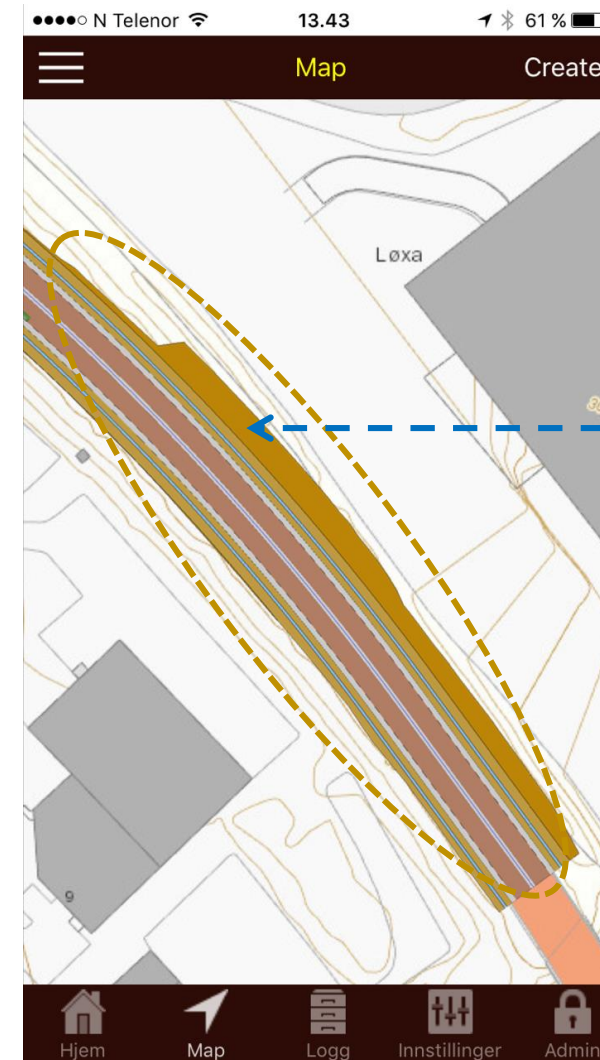 N Telenor 13.43 61 %
Map Create
Løxa
9
Hjem Map Logg Innstillinger Admin